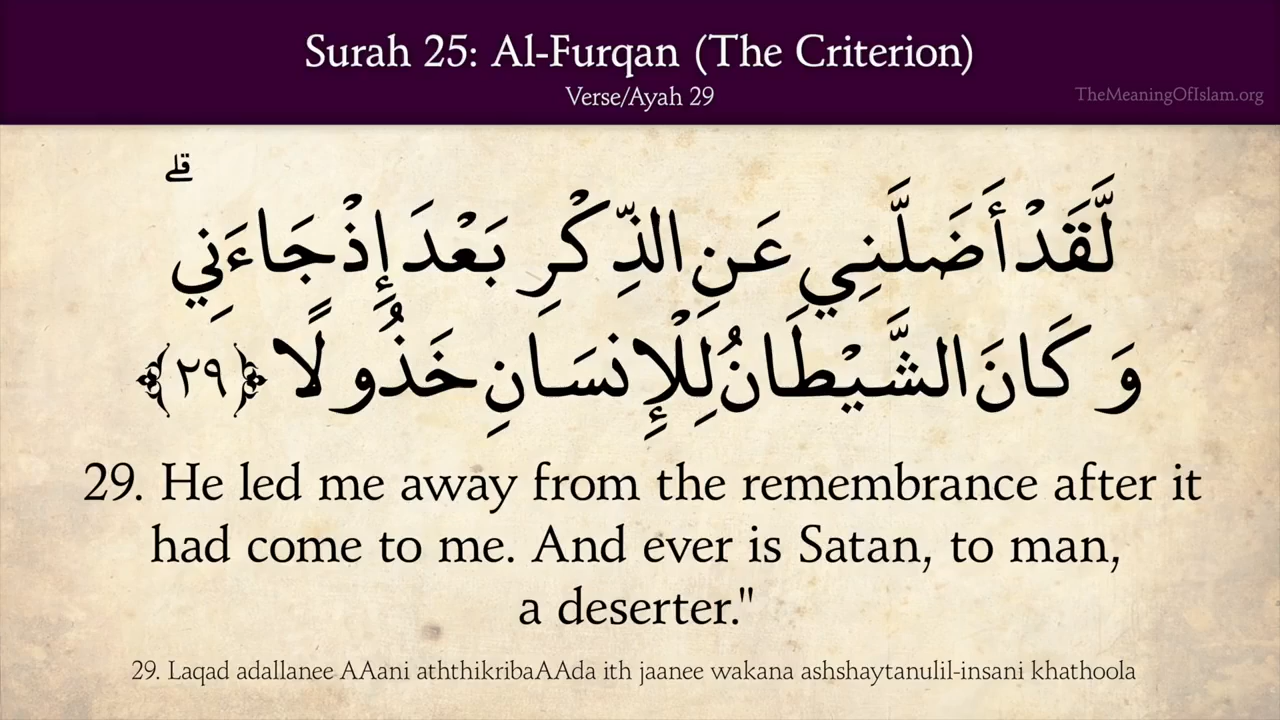 Surah 25: Al-Furqan (The Criterion)
Verse/Ayah 29
TheMeaningOfIslam.org
لَّقَدْ أَضَلَّنِي عَنِ الذِّكْرِ بَعْدَ إِذْ جَاءَنِي ۗ
وَكَانَ الشَّيْطَانُ لِلْإِنسَانِ خَذُولًا ﴿٢٩﴾
29. He led me away from the remembrance after it
had come to me. And ever is Satan, to man,
a deserter."
29. Laqad adallanee AAani aththikribaAAda ith jaanee wakana ashshaytanulil-insani khathoola